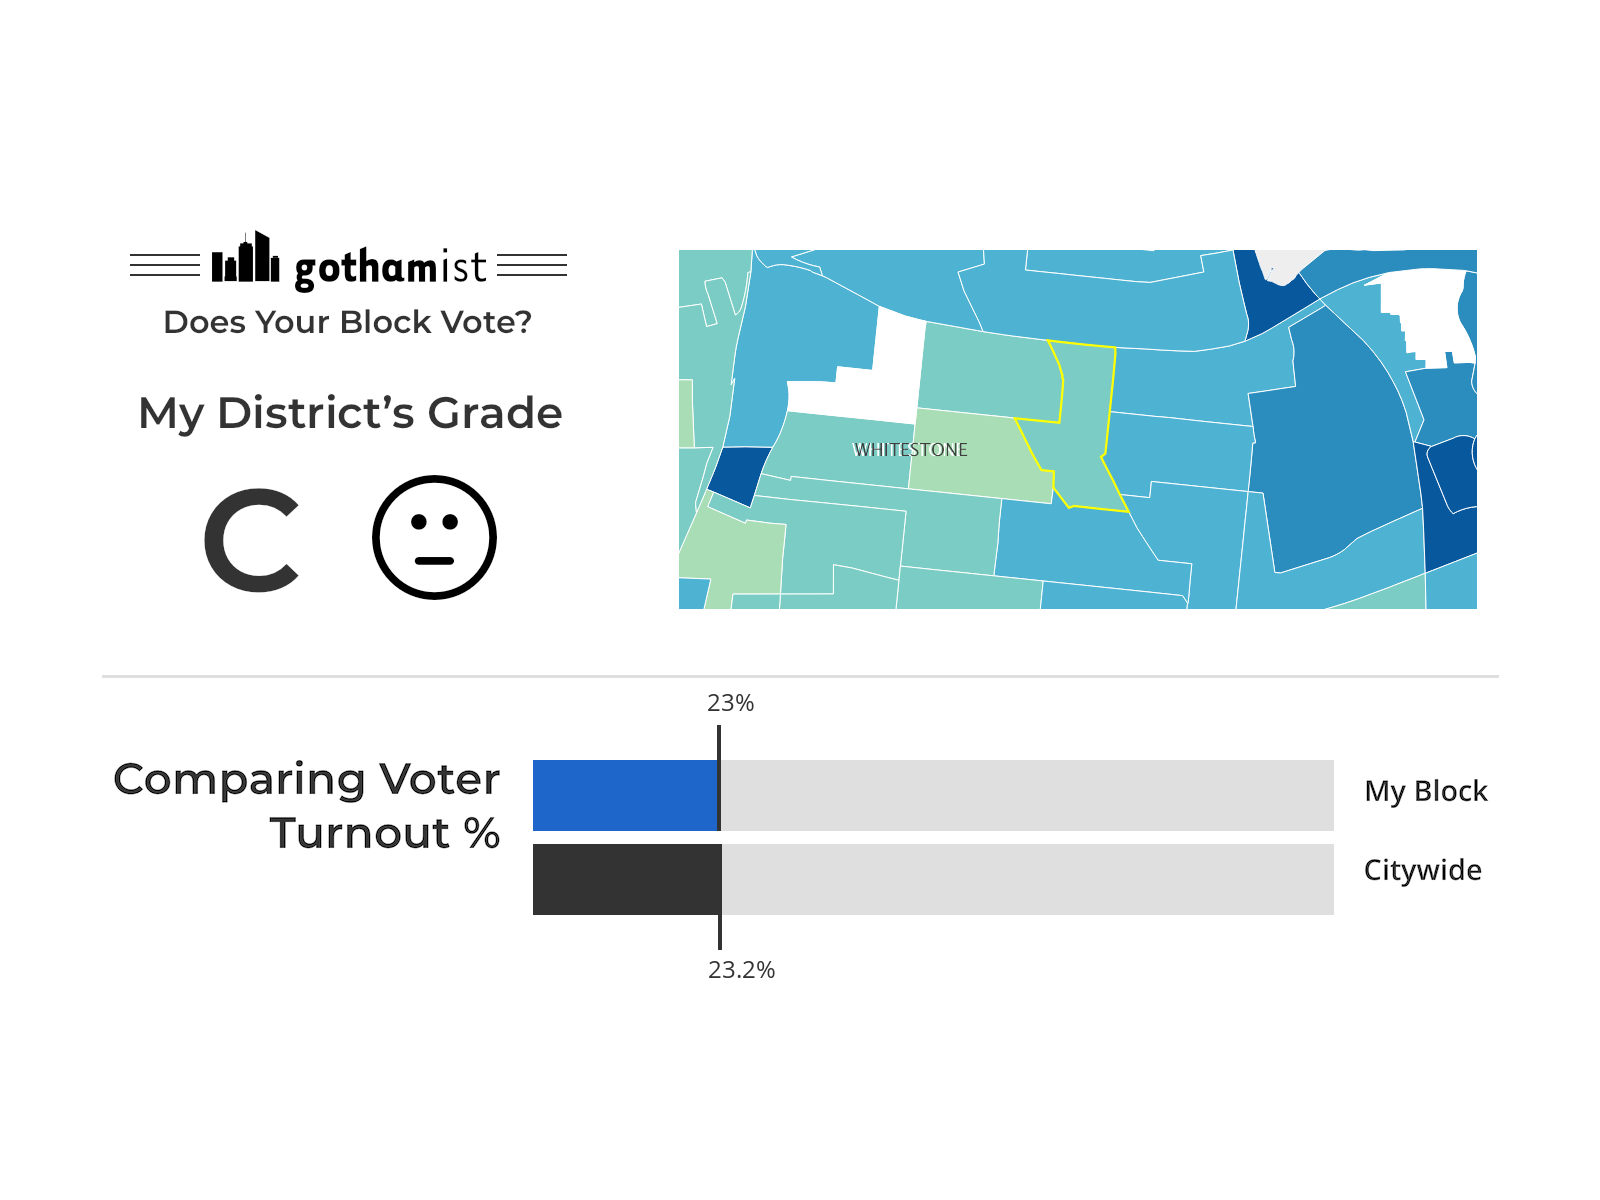 gothamist
Does Your Block Vote?
My District’s Grade
C
WHITESTONE
23%
Comparing Voter
Turnout %
My Block
Citywide
23.2%